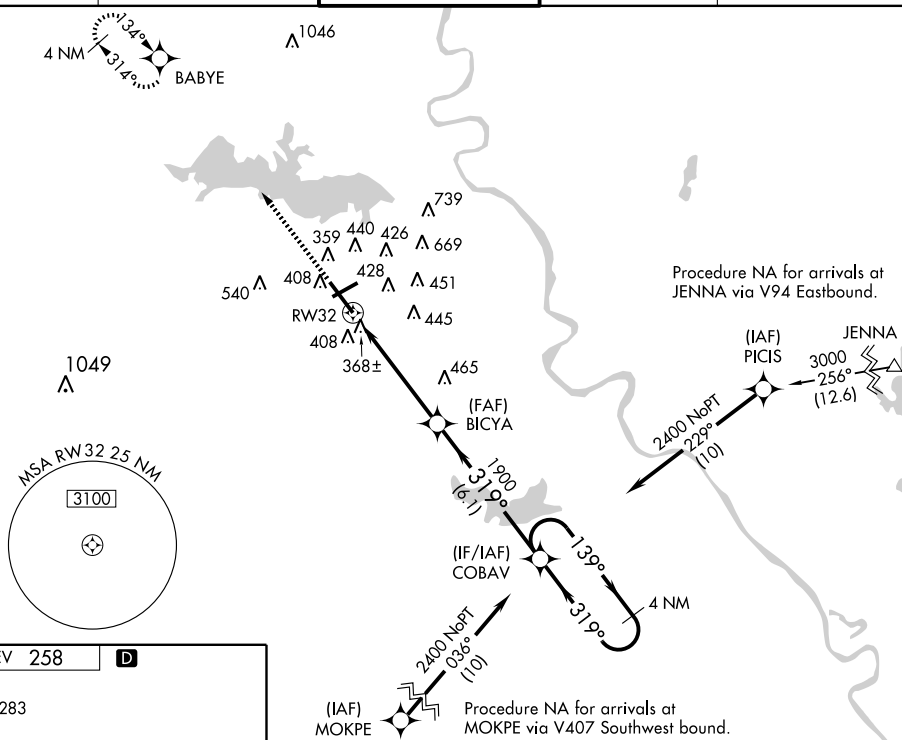 134°
4 NM
314°
BABYE
1046
739
359
440
426
669
540
408
428
451
RW32
445
408
368±
465
1049
Procedure NA for arrivals at
JENNA via V94 Eastbound.
(IAF)
PICIS
JENNA
3000
256°
(12.6)
2400 NoPT
229°
(10)
(FAF)
BICYA
1900
319°
(6.1)
MSA RW32 25 NM
3100
(IF/IAF)
COBAV
139°
319°
4 NM
2400 NoPT
036°
(10)
(IAF)
MOKPE
Procedure NA for arrivals at
MOKPE via V407 Southwest bound.
EV 258
D
283